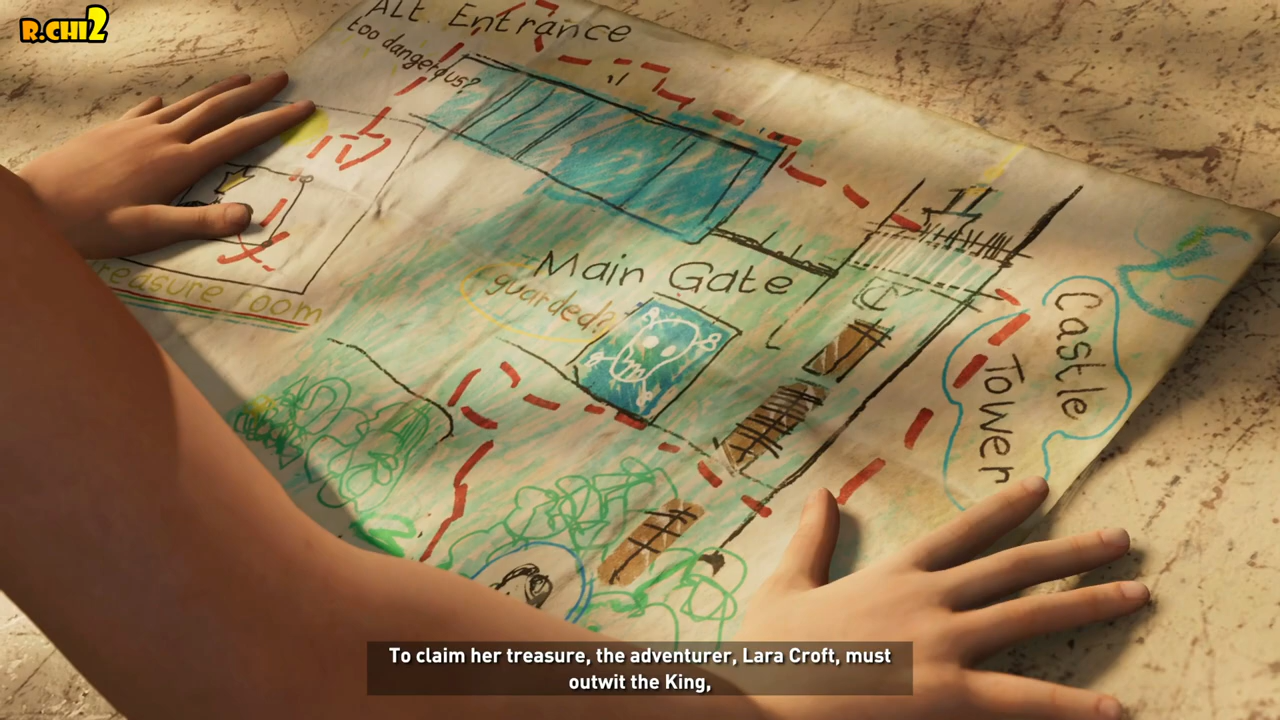 R.CHI2
ALt Entrance
too dangerous?
Main Gate
guarded?
Castle
Tower
treasure room
To claim her treasure, the adventurer, Lara Croft, must
outwit the King,